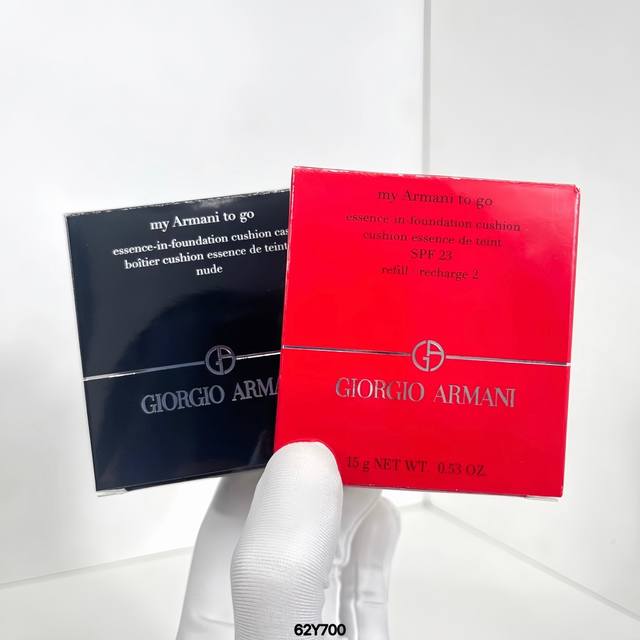 my Armani to go
essence-in-foundation cushion
boîtier cushion essence de teint
nude
GIORGIO
my Armani to go
essence-in-foundation cushion
cushion essence de teint
SPF 23
refill - recharge 2
GIORGIO ARMANI
15 g NET WT. 0.53 OZ.
62Y700